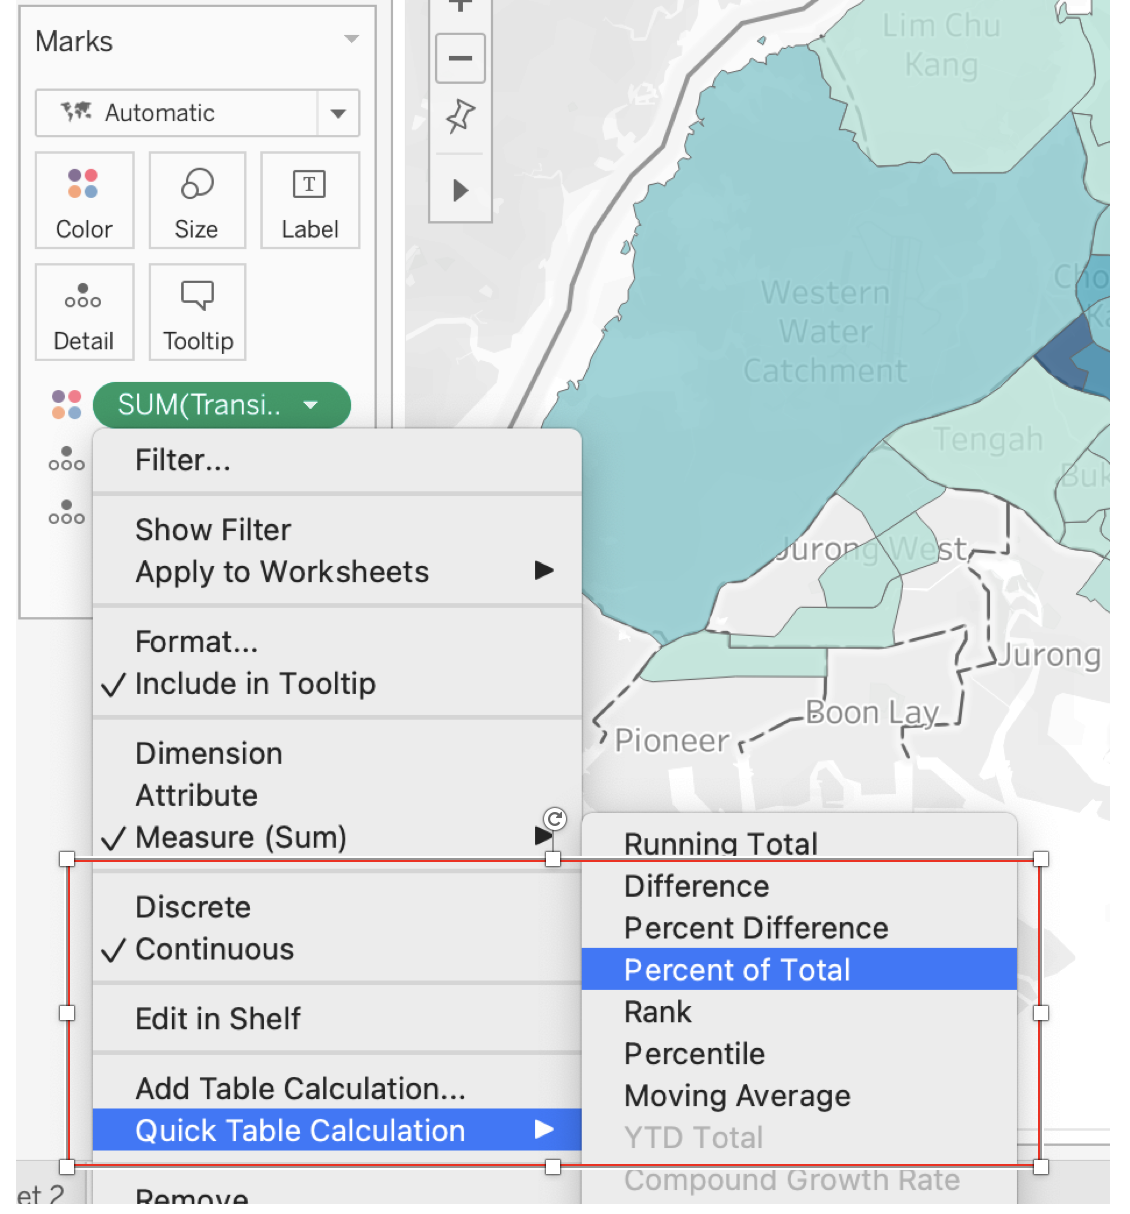 Marks
Automatic
Color
Size
Label
Detail
Tooltip
SUM(Transi..
Filter...
Show Filter
Apply to Worksheets
Format...
Include in Tooltip
Dimension
Attribute
Measure (Sum)
Discrete
Continuous
Edit in Shelf
Add Table Calculation...
Quick Table Calculation
Remove
Running Total
Difference
Percent Difference
Percent of Total
Rank
Percentile
Moving Average
YTD Total
Compound Growth Rate
et 2
Lim Chu
Kang
Western
Water
Catchment
Cho
Ka
Tengah
Buk
Jurong West
Jurong
Boon Lay
Pioneer